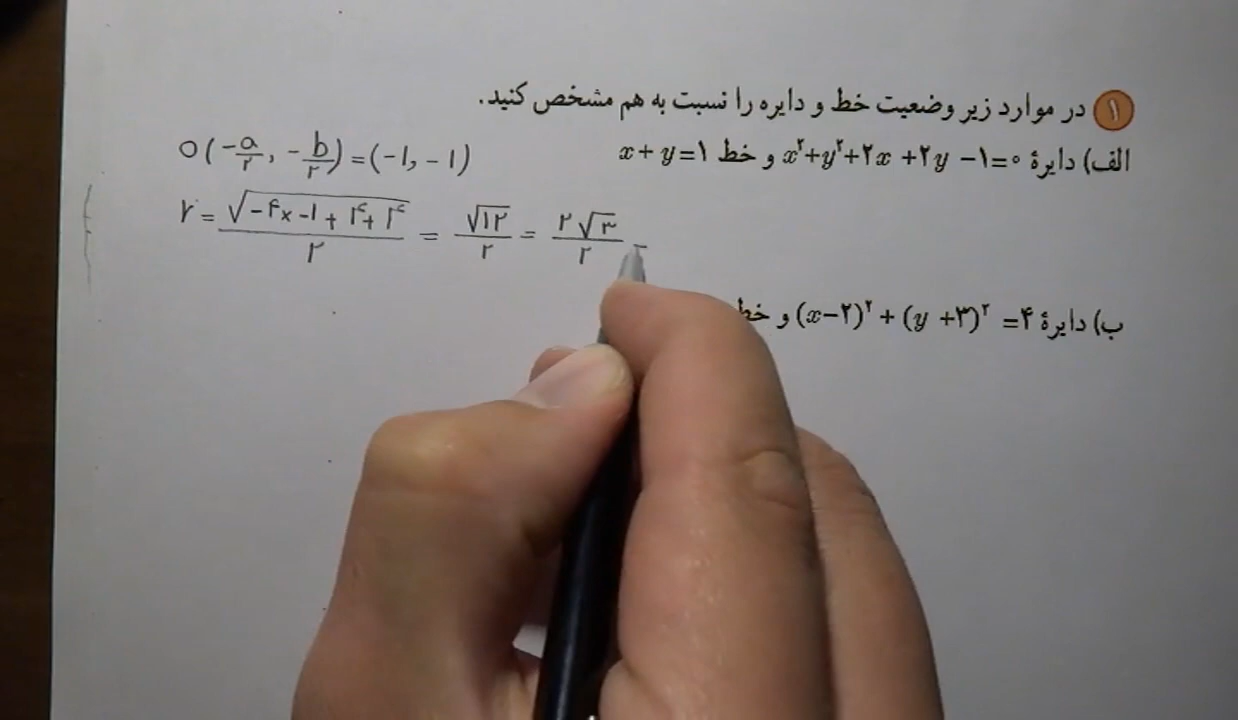 ۱ در موارد زیر وضعیت خط و دایره را نسبت به هم مشخص کنید.
الف) دایرهٔ x²+y²+۲x+۲y−۱=۰ و خط x+y=۱
O(-a/۲, -b/۲)=(-۱,-۱)
r = √(-۴×-۱+۲²+۲²)/۲ = √۱۲/۲ = ۲√۳/۲ =
ب) دایرهٔ (x−۲)²+(y+۳)²=۴ و خط